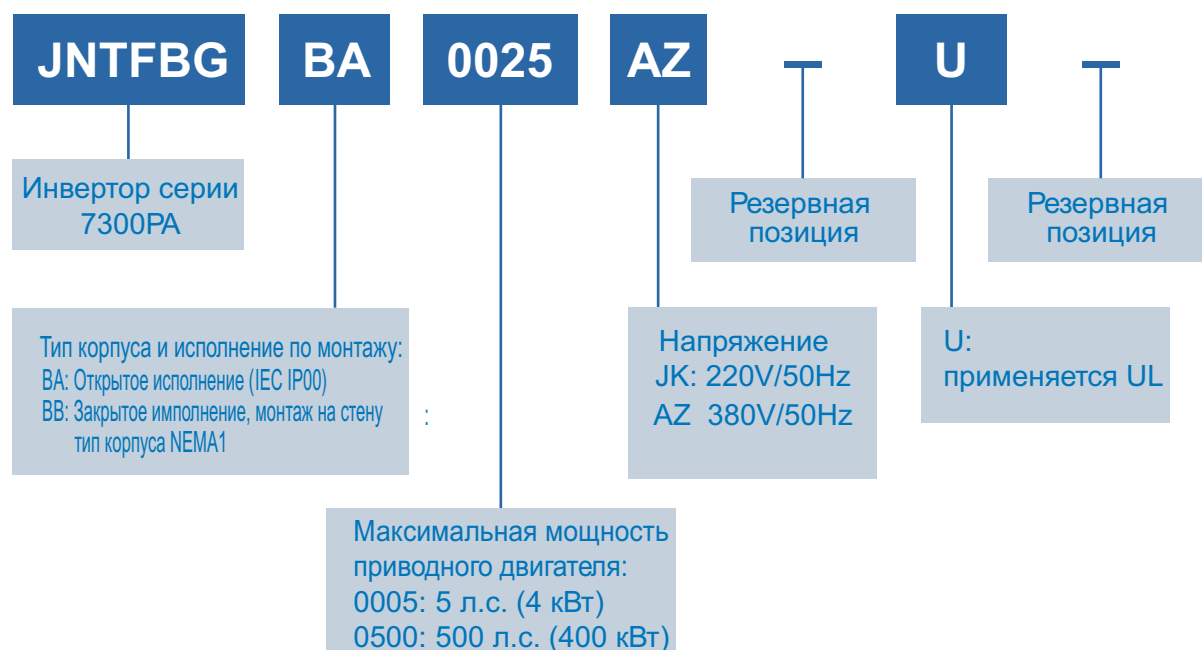 JNTFBG BA 0025 AZ — U —
Инвертор серии
7300PA
Резервная
позиция
Резервная
позиция
Тип корпуса и исполнение по монтажу:
BA: Открытое исполнение (IEC IP00)
BB: Закрытое имполнение, монтаж на стену :
тип корпуса NEMA1
Напряжение
JK: 220V/50Hz
AZ 380V/50Hz
U:
применяется UL
Максимальная мощность
приводного двигателя:
0005: 5 л.с. (4 кВт)
0500: 500 л.с. (400 кВт)